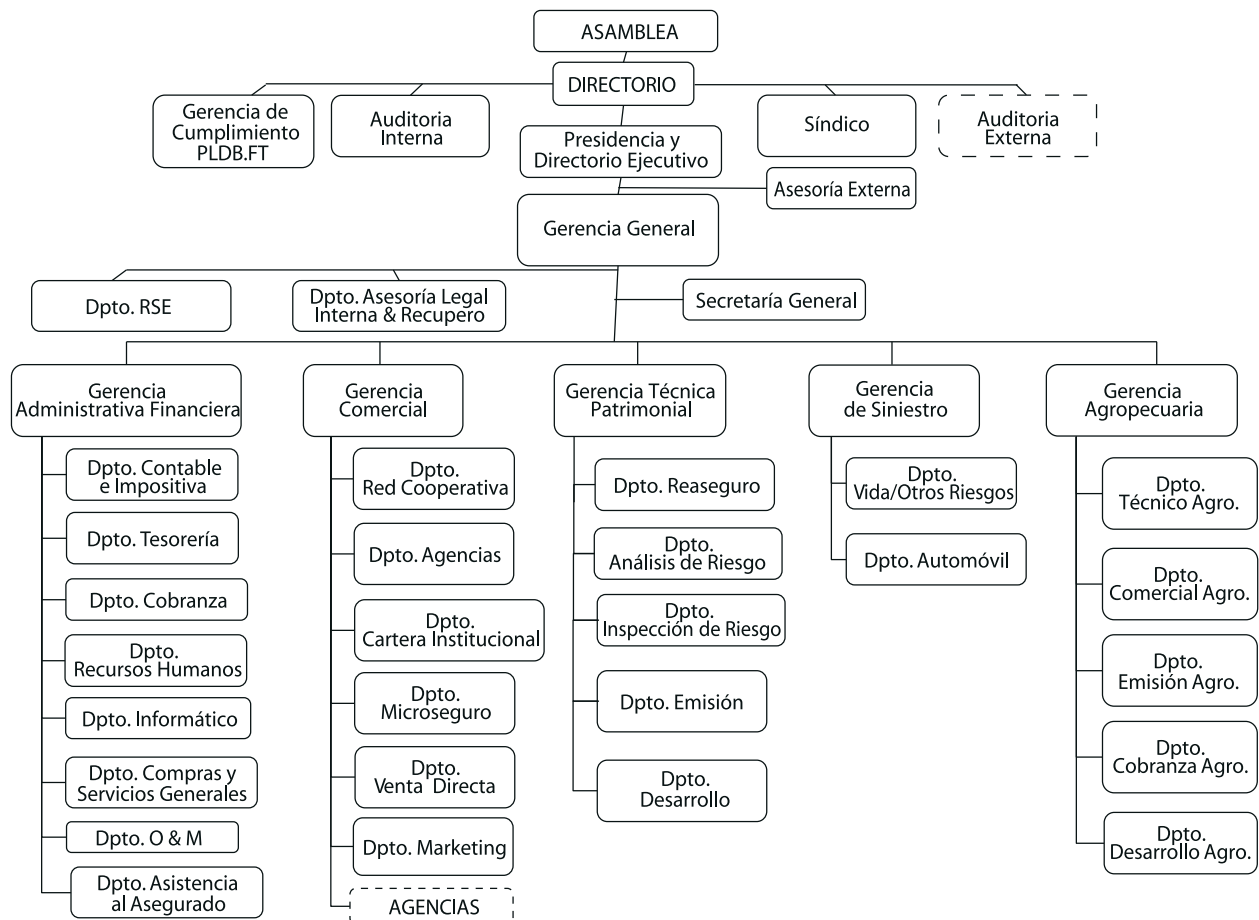 ASAMBLEA
DIRECTORIO
Gerencia de
Cumplimiento
PLDB.FT
Auditoria
Interna
Presidencia y
Directorio Ejecutivo
Síndico
Auditoria
Externa
Asesoría Externa
Gerencia General
Dpto. RSE
Dpto. Asesoría Legal
Interna & Recupero
Secretaría General
Gerencia
Administrativa Financiera
Dpto. Contable
e Impositiva
Dpto. Tesorería
Dpto. Cobranza
Dpto.
Recursos Humanos
Dpto. Informático
Dpto. Compras y
Servicios Generales
Dpto. O & M
Dpto. Asistencia
al Asegurado
Gerencia
Comercial
Dpto.
Red Cooperativa
Dpto. Agencias
Dpto.
Cartera Institucional
Dpto.
Microseguro
Dpto.
Venta Directa
Dpto. Marketing
AGENCIAS
Gerencia Técnica
Patrimonial
Dpto. Reaseguro
Dpto.
Análisis de Riesgo
Dpto.
Inspección de Riesgo
Dpto. Emisión
Dpto.
Desarrollo
Gerencia
de Siniestro
Dpto.
Vida/Otros Riesgos
Dpto. Automóvil
Gerencia
Agropecuaria
Dpto.
Técnico Agro.
Dpto.
Comercial Agro.
Dpto.
Emisión Agro.
Dpto.
Cobranza Agro.
Dpto.
Desarrollo Agro.